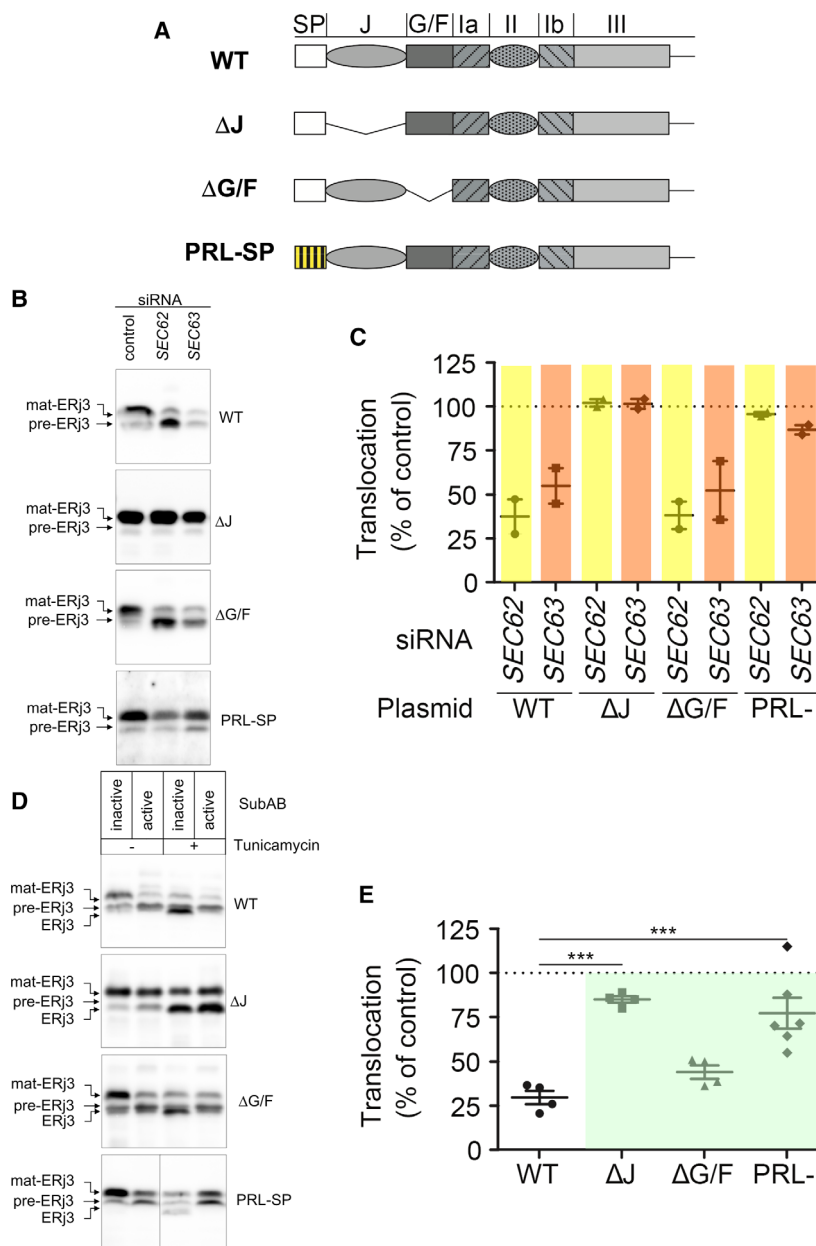 A
SP J G/F Ia II Ib III
WT
ΔJ
ΔG/F
PRL-SP
B
siRNA
control SEC62 SEC63
mat-ERj3
pre-ERj3
WT
mat-ERj3
pre-ERj3
ΔJ
mat-ERj3
pre-ERj3
ΔG/F
mat-ERj3
pre-ERj3
PRL-SP
C
Translocation
(% of control)
125
100
75
50
25
0
siRNA
SEC62 SEC63 SEC62 SEC63 SEC62 SEC63 SEC62 SEC63
Plasmid WT ΔJ ΔG/F PRL-
D
inactive active inactive active SubAB
- + Tunicamycin
mat-ERj3
pre-ERj3
ERj3
WT
mat-ERj3
pre-ERj3
ERj3
ΔJ
mat-ERj3
pre-ERj3
ERj3
ΔG/F
mat-ERj3
pre-ERj3
ERj3
PRL-SP
E
Translocation
(% of control)
125
100
75
50
25
0
***
***
WT ΔJ ΔG/F PRL-